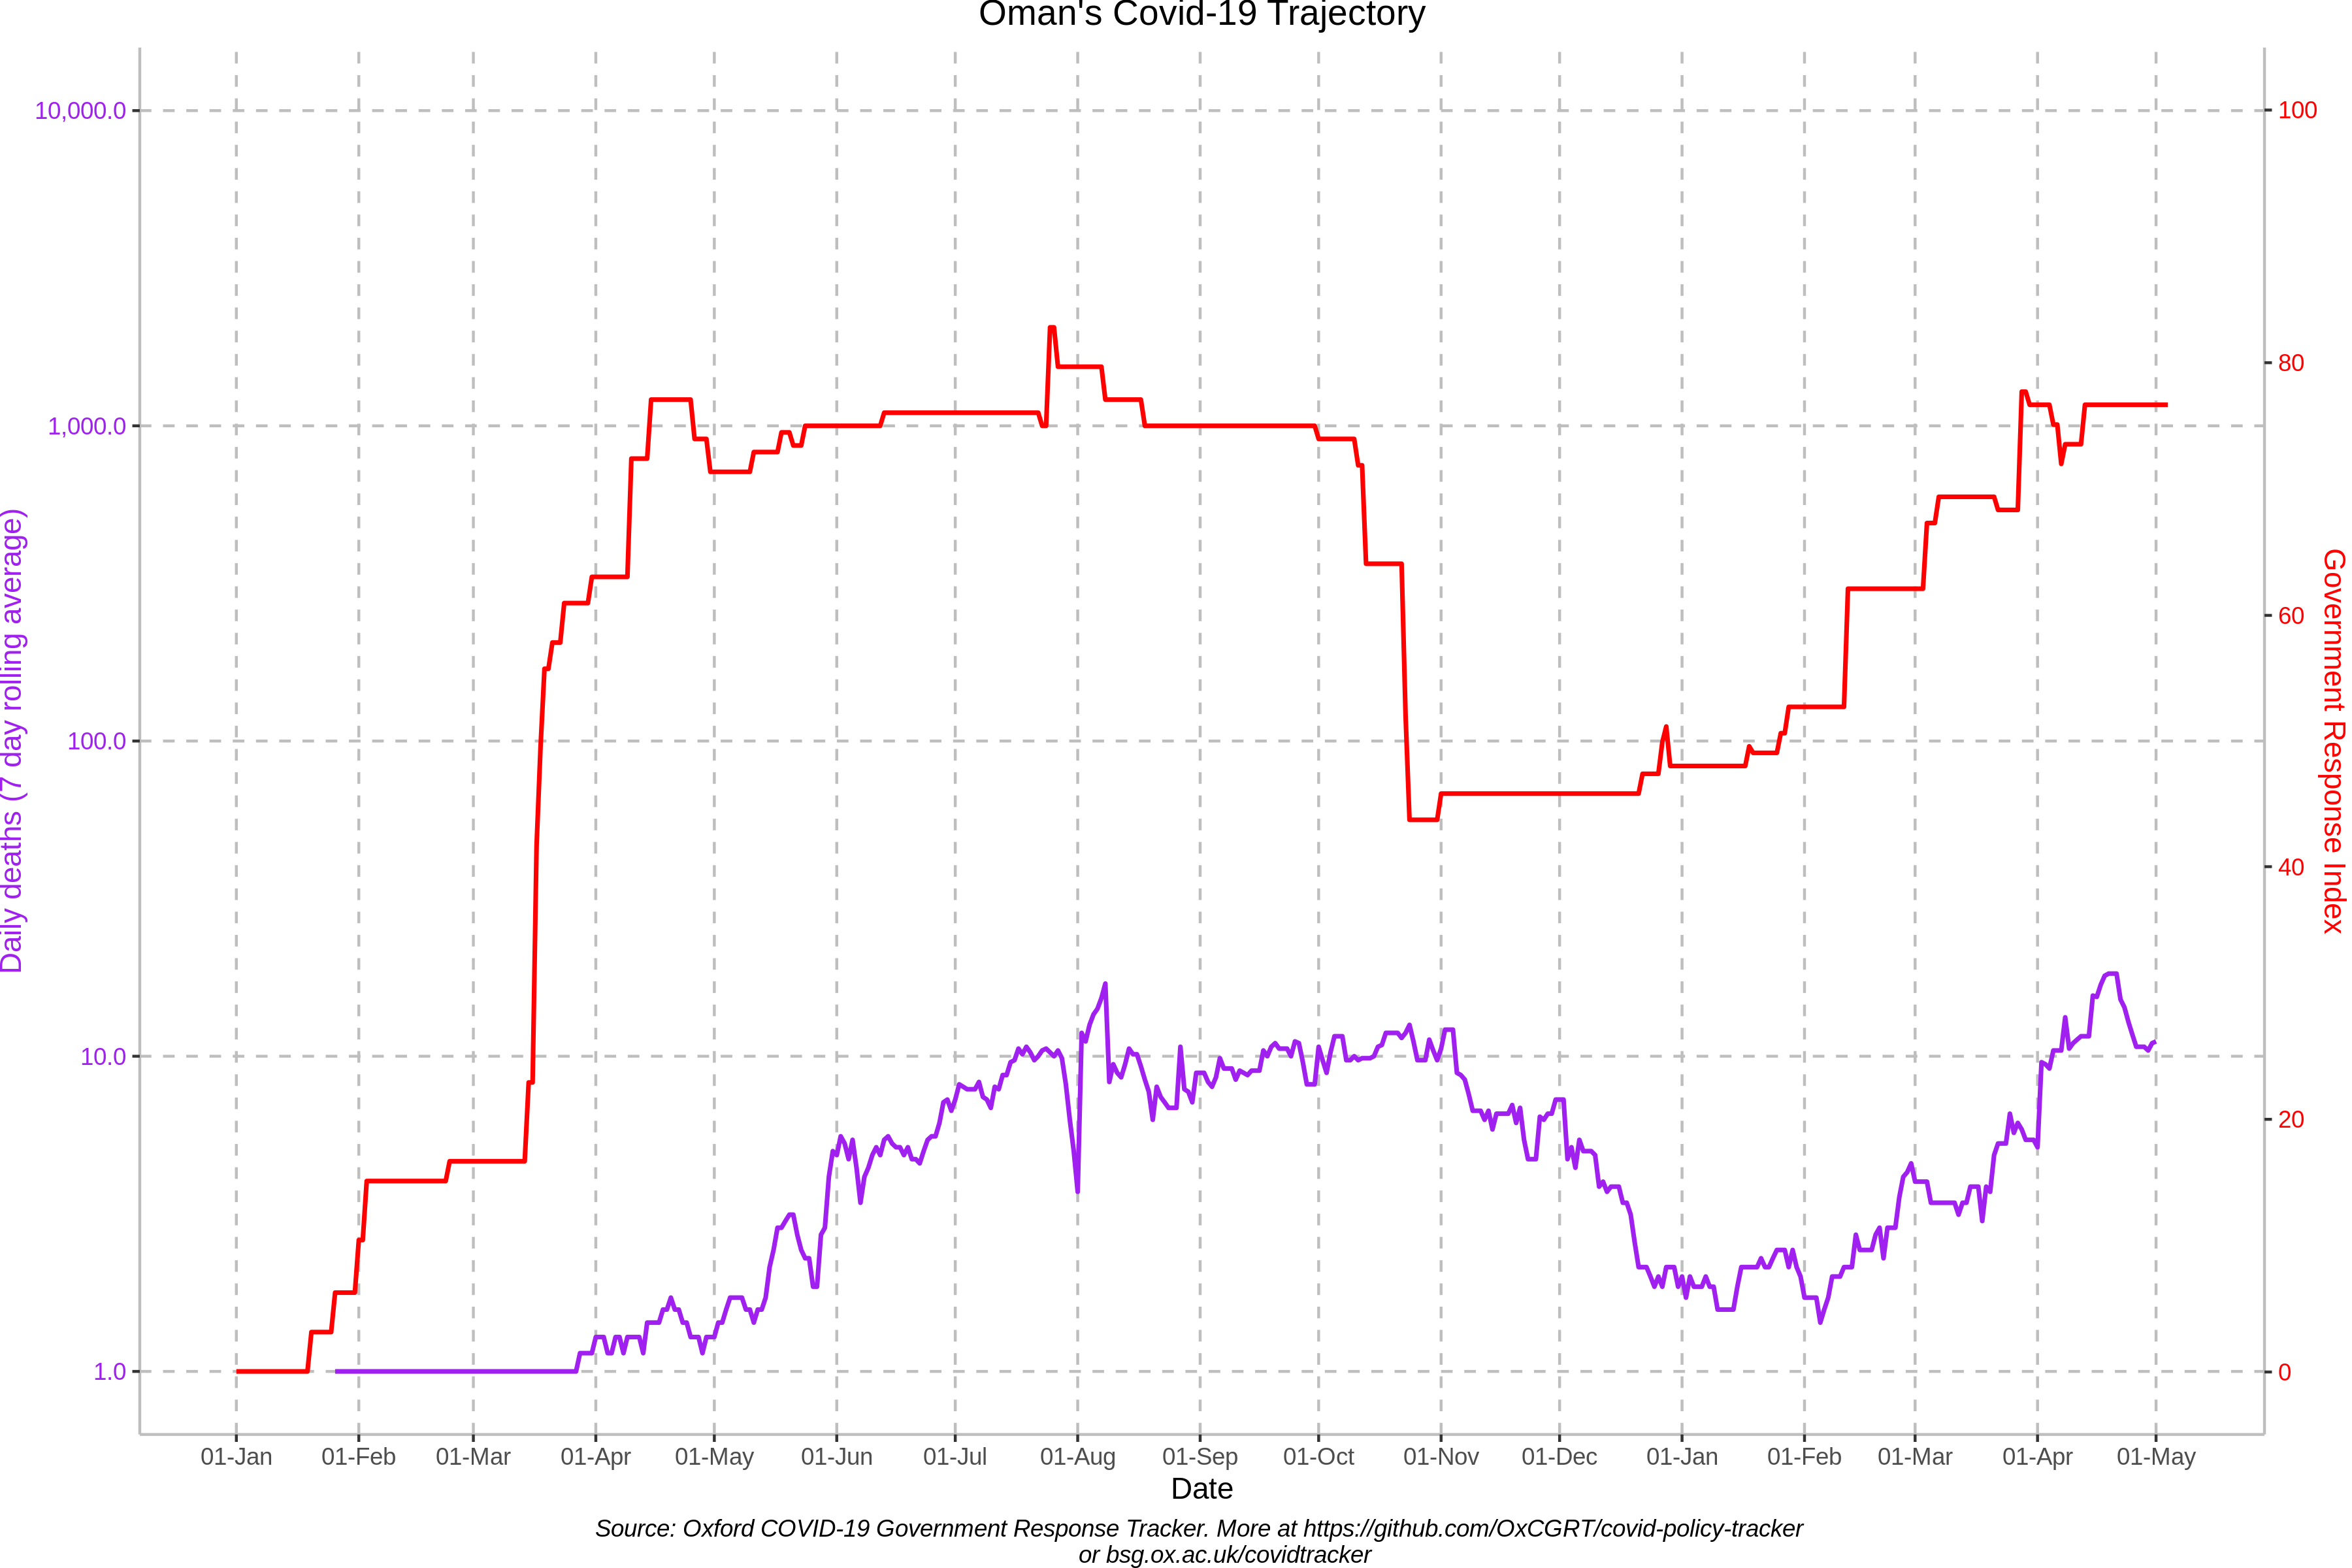 Oman's Covid-19 Trajectory
Daily deaths (7 day rolling average)
10,000.0
1,000.0
100.0
10.0
1.0
100
80
60
40
20
0
Government Response Index
01-Jan 01-Feb 01-Mar 01-Apr 01-May 01-Jun 01-Jul 01-Aug 01-Sep 01-Oct 01-Nov 01-Dec 01-Jan 01-Feb 01-Mar 01-Apr 01-May
Date
Source: Oxford COVID-19 Government Response Tracker. More at https://github.com/OxCGRT/covid-policy-tracker
or bsg.ox.ac.uk/covidtracker